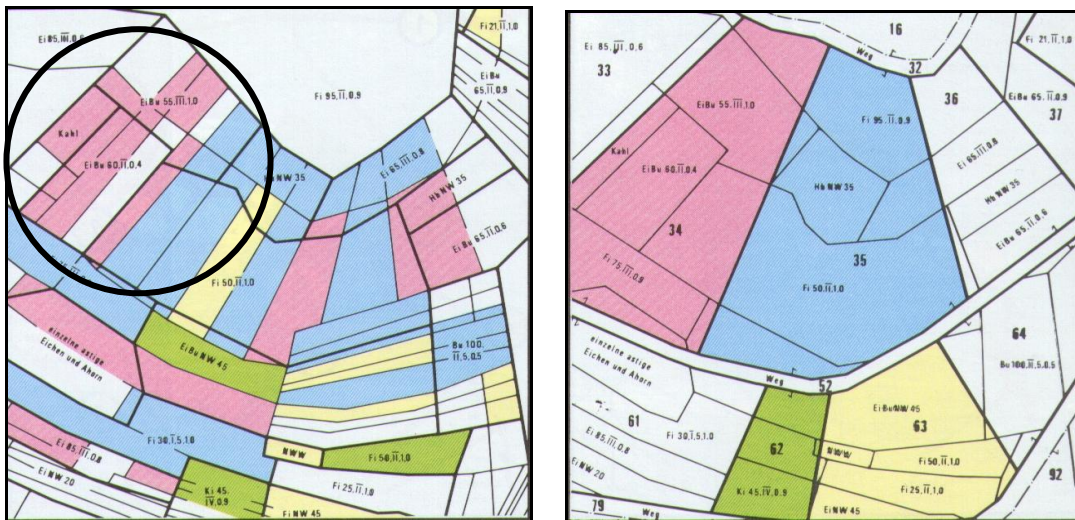 Fi 21,II,1,0
Ei 85,III,0,6
Ei Bu
65,II,0,9
Fi 95,II,0,9
Ei Bu 55,III,1,0
Kahl
Ei Bu 60,II,0,4
Ei 65,III,0,8
Hb NW 35
Hb NW 35
Ei Bu 65,II,0,6
Fi 50,II,1,0
Bu 100.
II,5,0,5
Ei Bu NW 45
einzelne astige
Eichen und Ahorn
Fi 30,I,5,1,0
NWW
Fi 50,II,1,0
Ei 85,III,0,8
Ei NW 20
Ki 45.
IV,0,9
Fi 25,II,1,0
Ei NW 45
16
Weg
32
Ei 85,III,0,6
33
Fi 21,II,1,0
36
Ei Bu 65,II,0,9
37
Ei Bu 55,III,1,0
Fi 95,II,0,9
Kahl
Ei 65,III,0,8
Ei Bu 60,II,0,4
Hb NW 35
Hb NW 35
Ei Bu 65,II,0,6
34
35
Fi 75,III,0,9
Fi 50,II,1,0
64
Bu 100,II,5,0,5
einzelne astige
Eichen und Ahorn
Weg
52
Ei Bu NW 45
63
61
Fi 30,I,5,1,0
62
NWW
Fi 50,II,1,0
Ei 85,III,0,8
Ei NW 20
Ki 45,IV,0,9
Fi 25,II,1,0
92
79
Weg
Ei NW 45